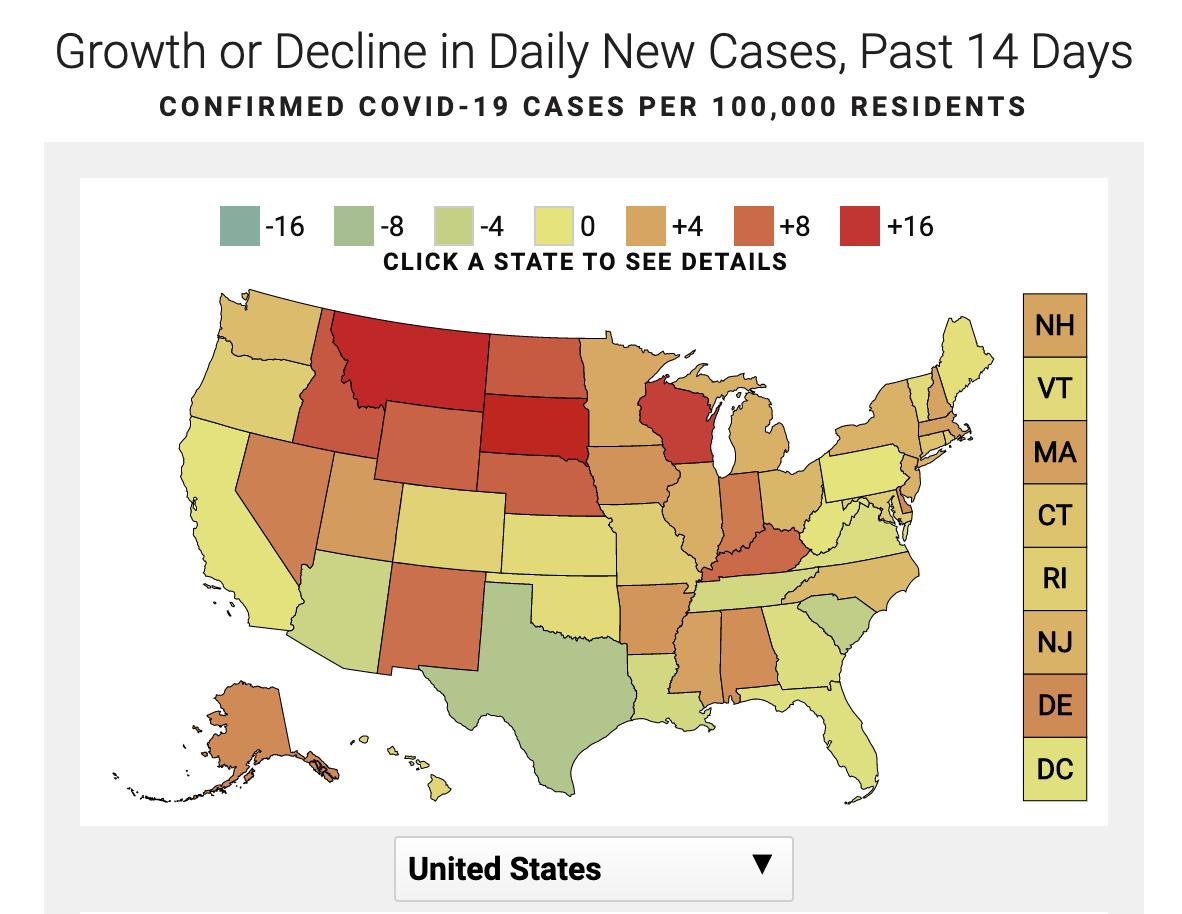 Growth or Decline in Daily New Cases, Past 14 Days
CONFIRMED COVID-19 CASES PER 100,000 RESIDENTS
-16 -8 -4 0 +4 +8 +16
CLICK A STATE TO SEE DETAILS
NH
VT
MA
CT
RI
NJ
DE
DC
United States ▼